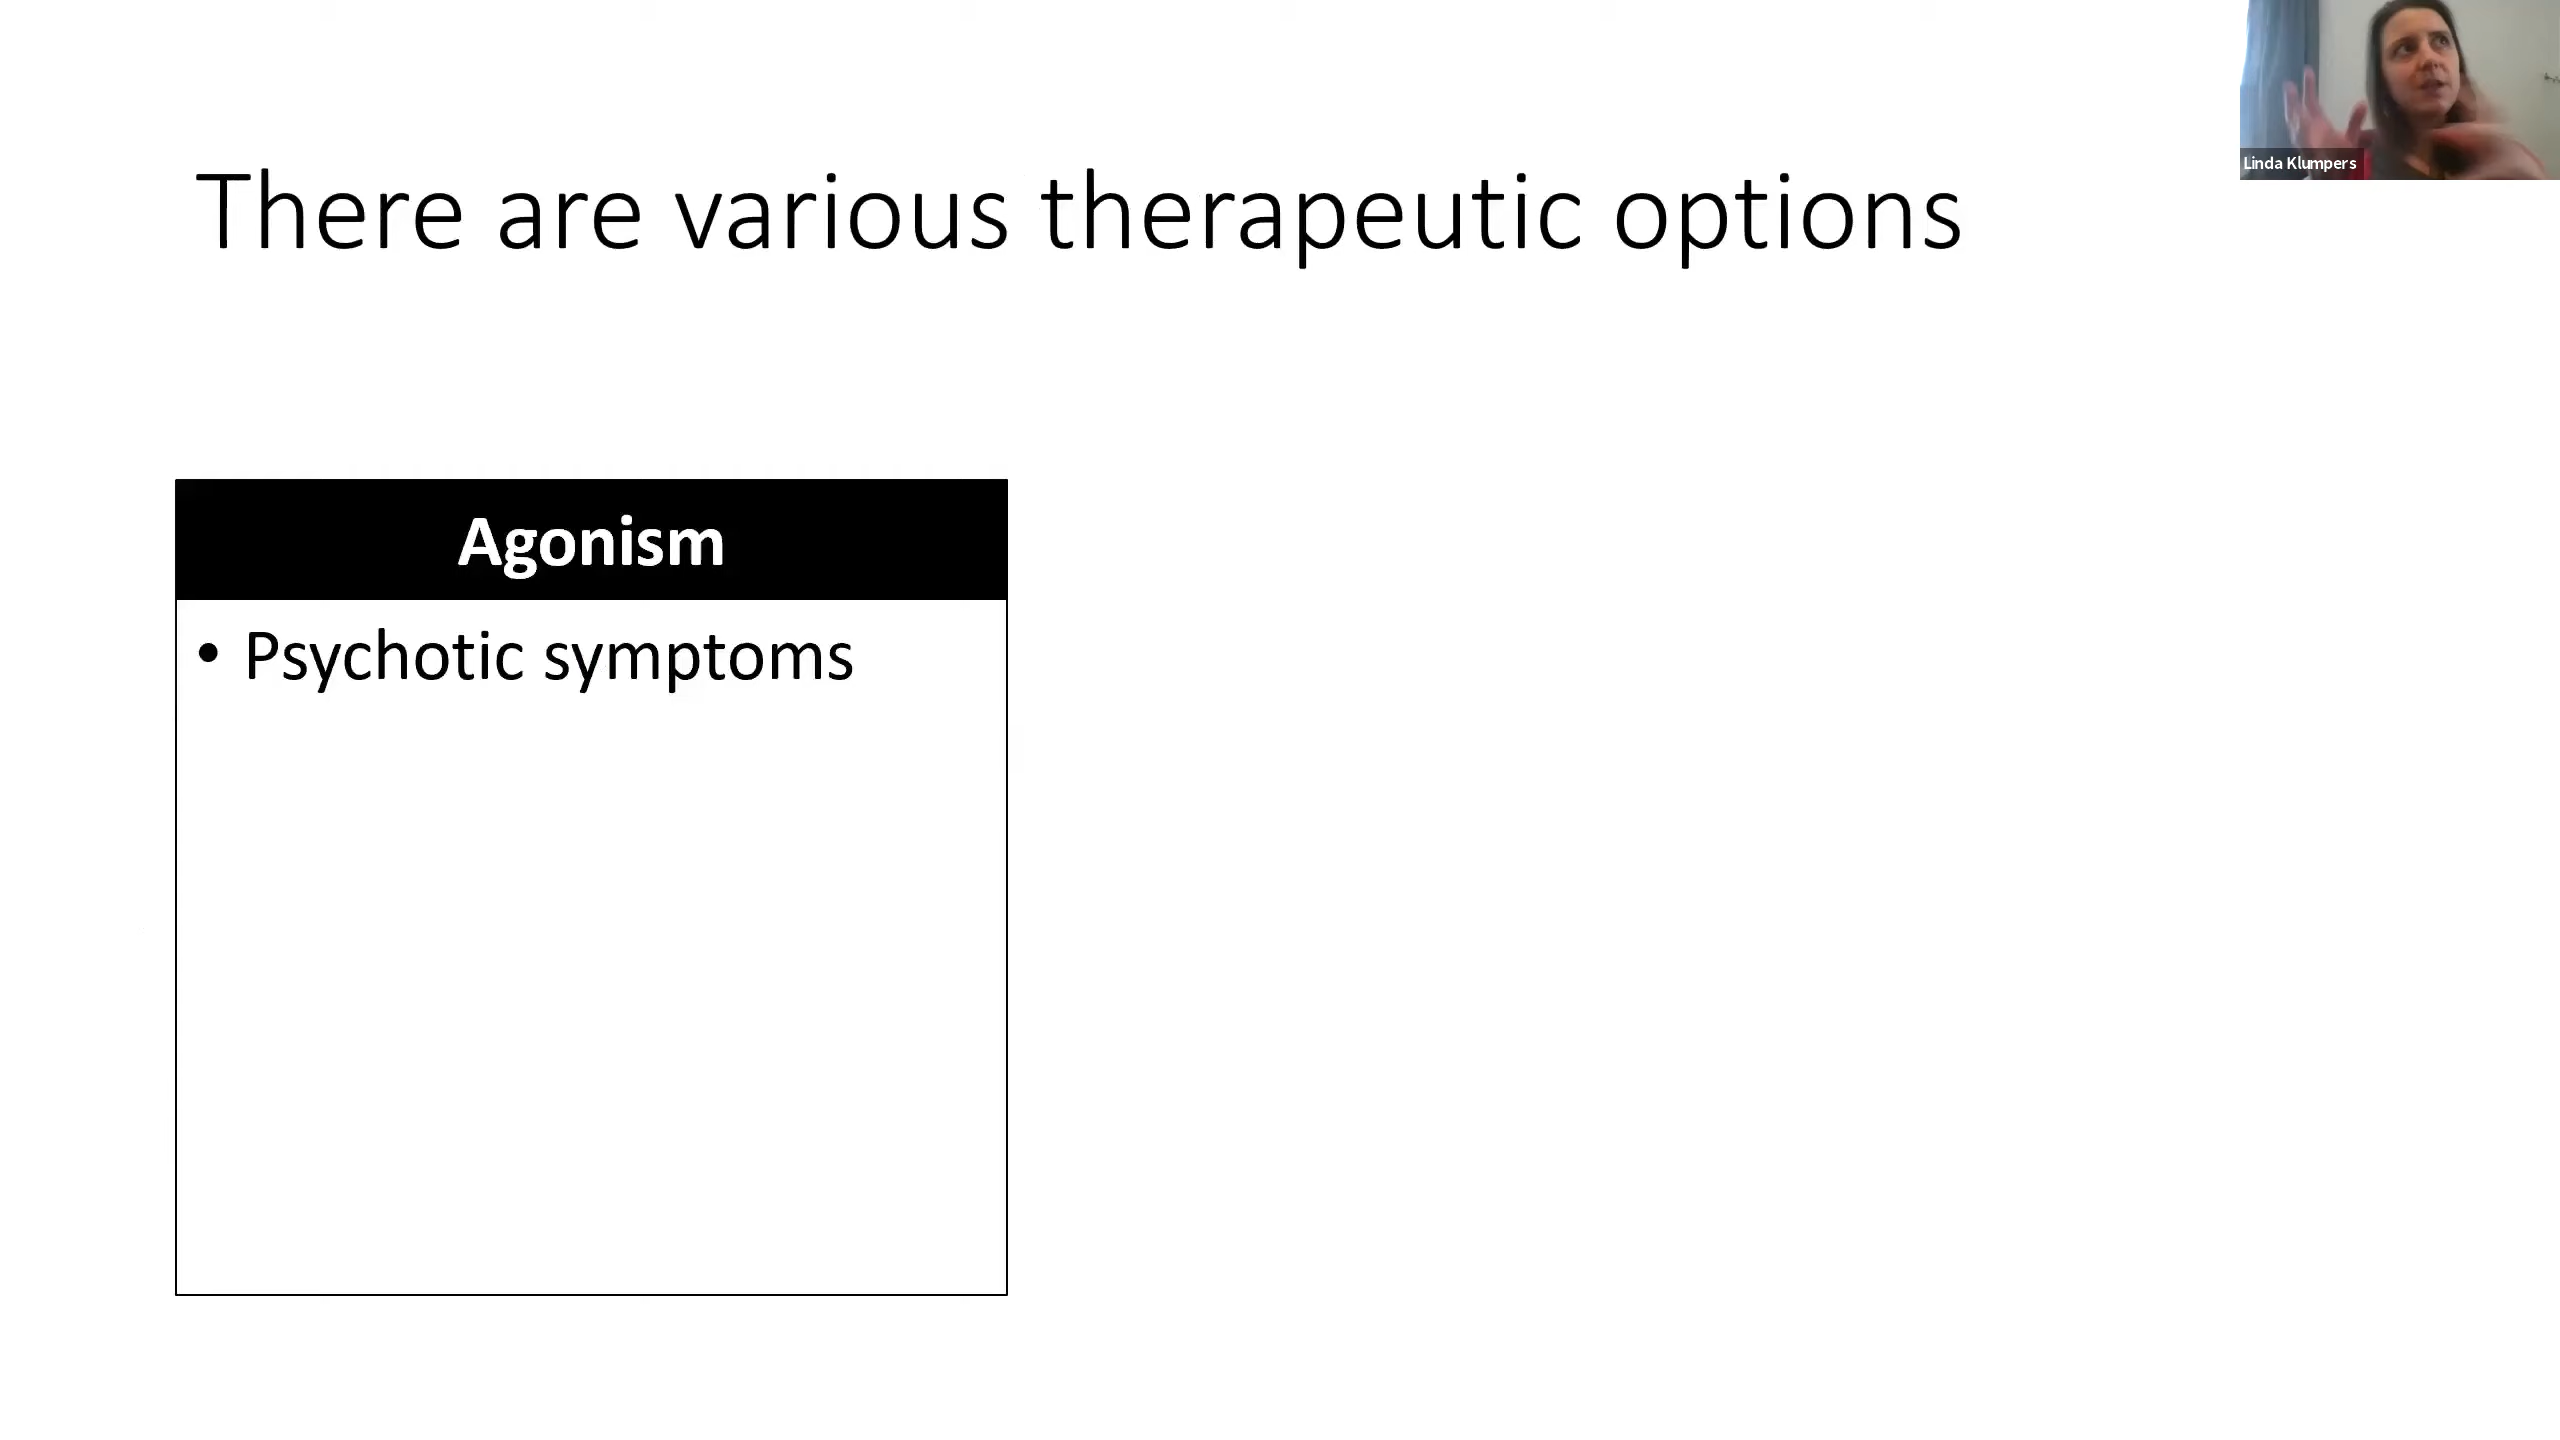 Linda Klumpers
There are various therapeutic options
Agonism
• Psychotic symptoms